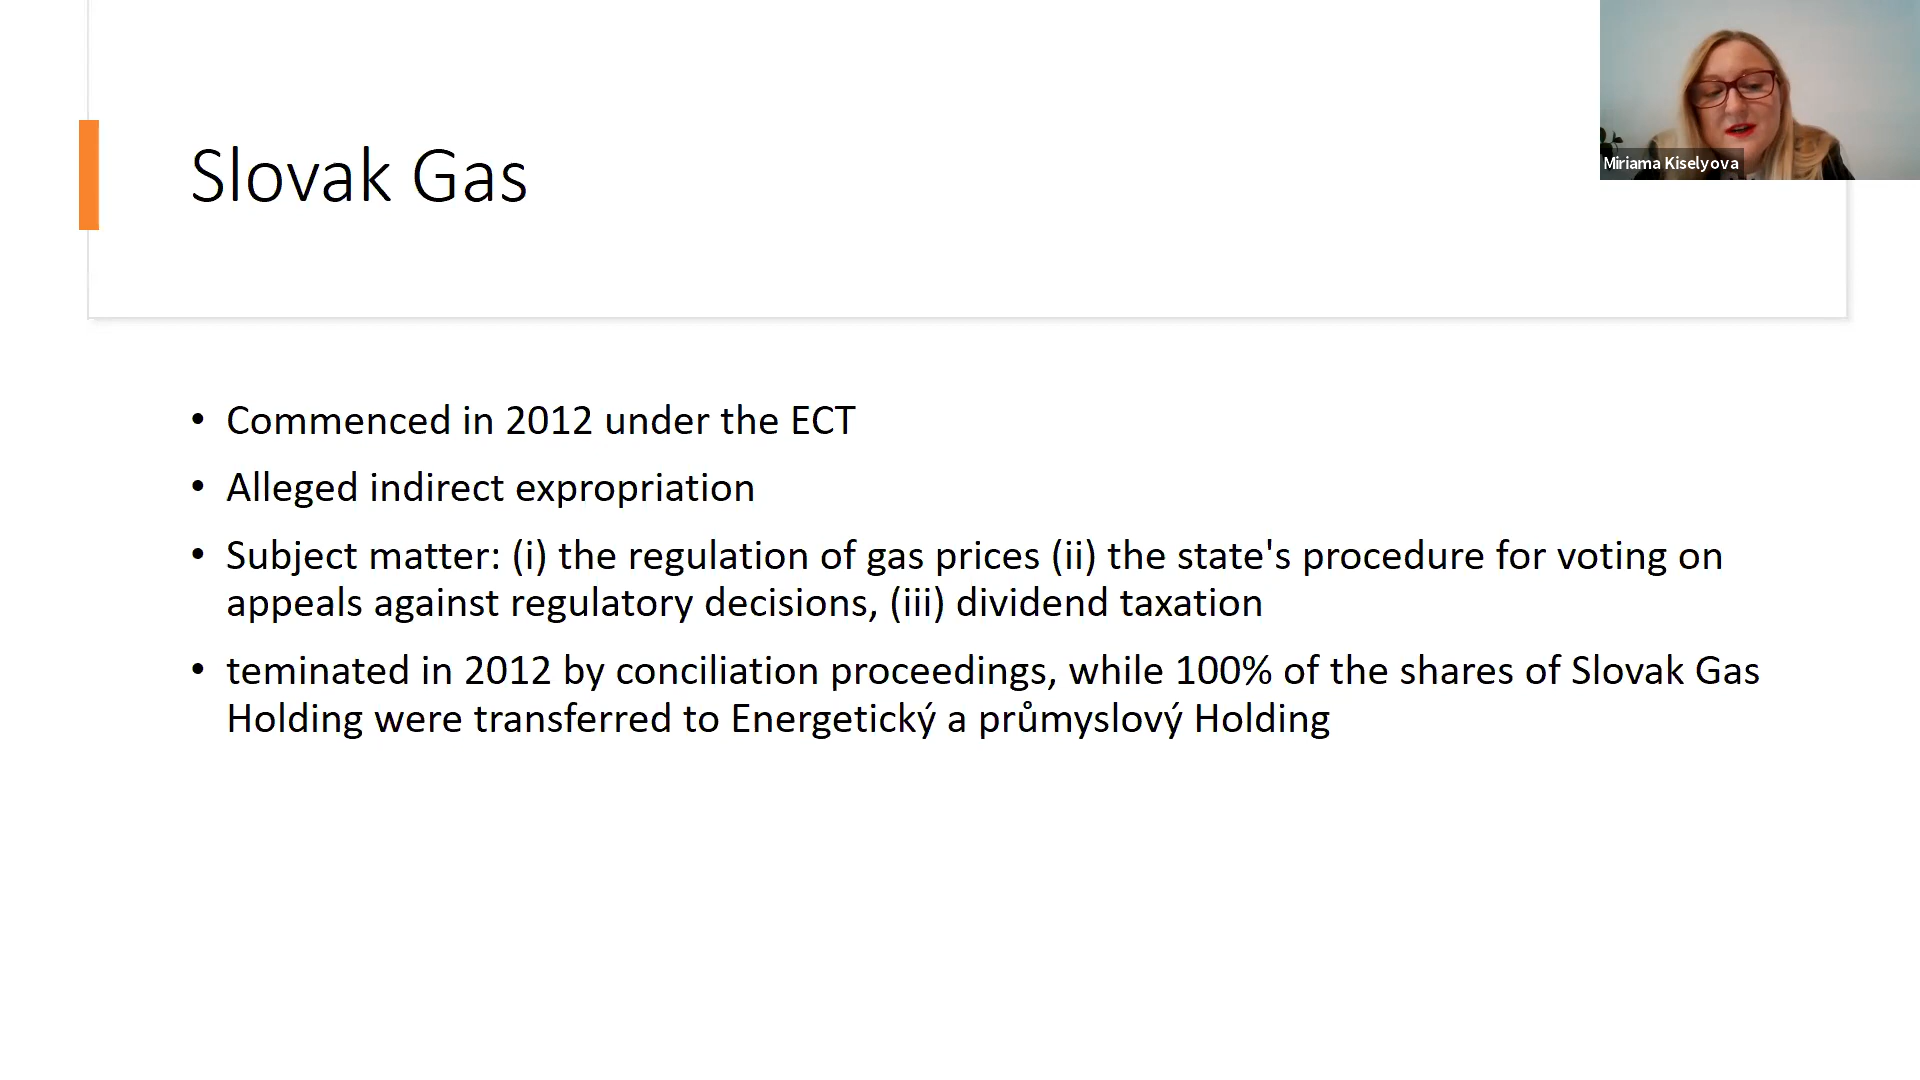 Slovak Gas
Miriama Kiselyova
• Commenced in 2012 under the ECT
• Alleged indirect expropriation
• Subject matter: (i) the regulation of gas prices (ii) the state's procedure for voting on
appeals against regulatory decisions, (iii) dividend taxation
• teminated in 2012 by conciliation proceedings, while 100% of the shares of Slovak Gas
Holding were transferred to Energetický a průmyslový Holding